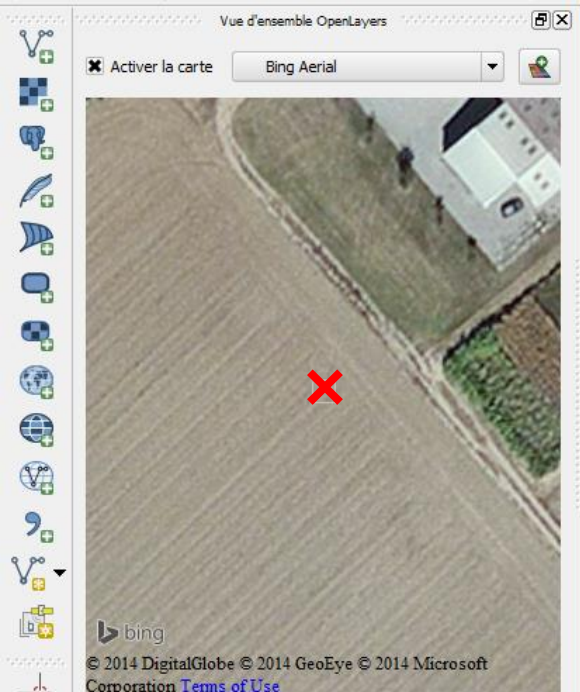 Vue d'ensemble OpenLayers
Activer la carte
Bing Aerial
bing
© 2014 DigitalGlobe © 2014 GeoEye © 2014 Microsoft
Corporation Terms of Use